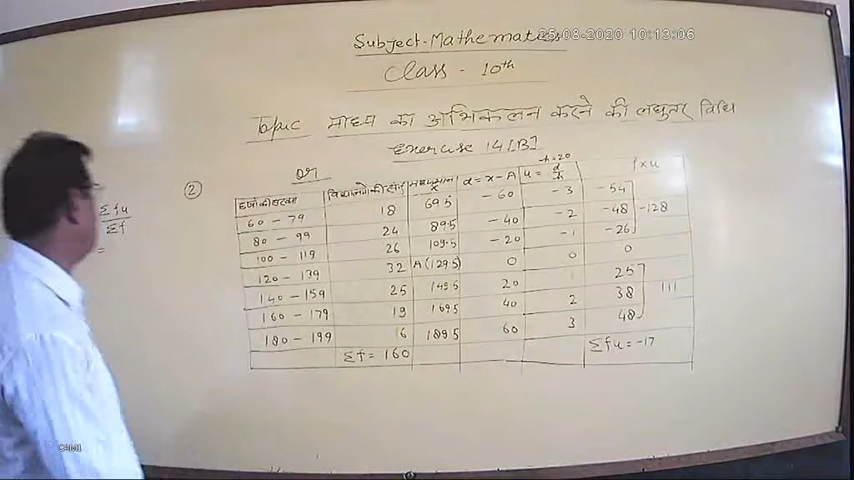 Subject-Mathematics
25-08-2020 10:13:06
Class - 10th
Topic माध्य का अभिकलन करने की लघुत्तर विधि
Exercise 14[B]
②
Σfu
Σf
=
d = x - A u = d/h h=20 f x u
60 - 79 18 69.5 -60 -3 -54
80 - 99 24 89.5 -40 -2 -48 -128
100 - 119 26 109.5 -20 -1 -26
120 - 139 32 A(129.5) 0 0 0
140 - 159 25 149.5 20 1 25
160 - 179 19 169.5 40 2 38 111
180 - 199 16 189.5 60 3 48
Σf = 160 Σfu = -17
CAM1